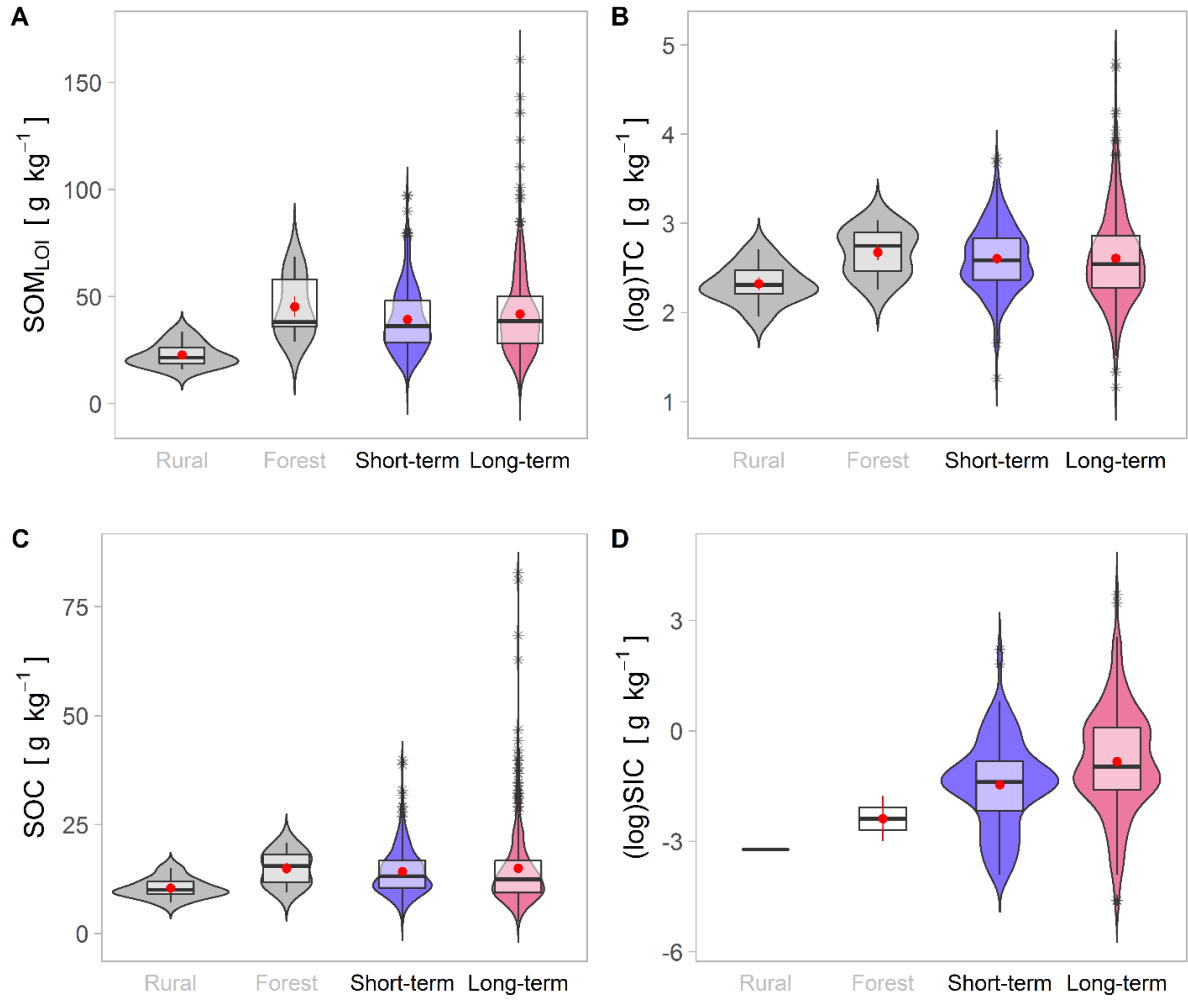 A
SOM_LOI [ g kg⁻¹ ]
150
100
50
0
Rural Forest Short-term Long-term
B
(log)TC [ g kg⁻¹ ]
5
4
3
2
1
Rural Forest Short-term Long-term
C
SOC [ g kg⁻¹ ]
75
50
25
0
Rural Forest Short-term Long-term
D
(log)SIC [ g kg⁻¹ ]
3
0
-3
-6
Rural Forest Short-term Long-term